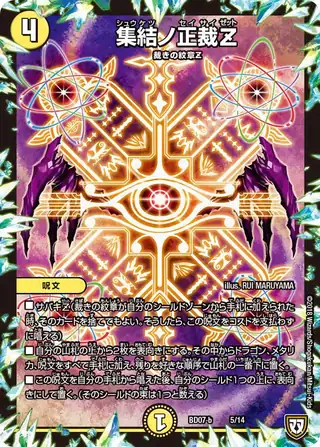 4
シュウケツ セイサイ ゼット
集結ノ正裁Z
裁きの紋章Z
illus. RUI MARUYAMA
呪文
■サバキZ(裁きの紋章が自分のシールドゾーンから手札に加えられた
時、そのカードを捨ててもよい。そうしたら、この呪文をコストを支払わず
に唱える)
■自分の山札の上から2枚を表向きにする。その中からドラゴン、メタリ
カ、呪文をすべて手札に加え、残りを好きな順序で山札の一番下に置く。
■この呪文を自分の手札から唱えた後、自分のシールド1つの上に、表向き
にして置く。(そのシールドの束は1つと数える)
1
BD07-b 5/14